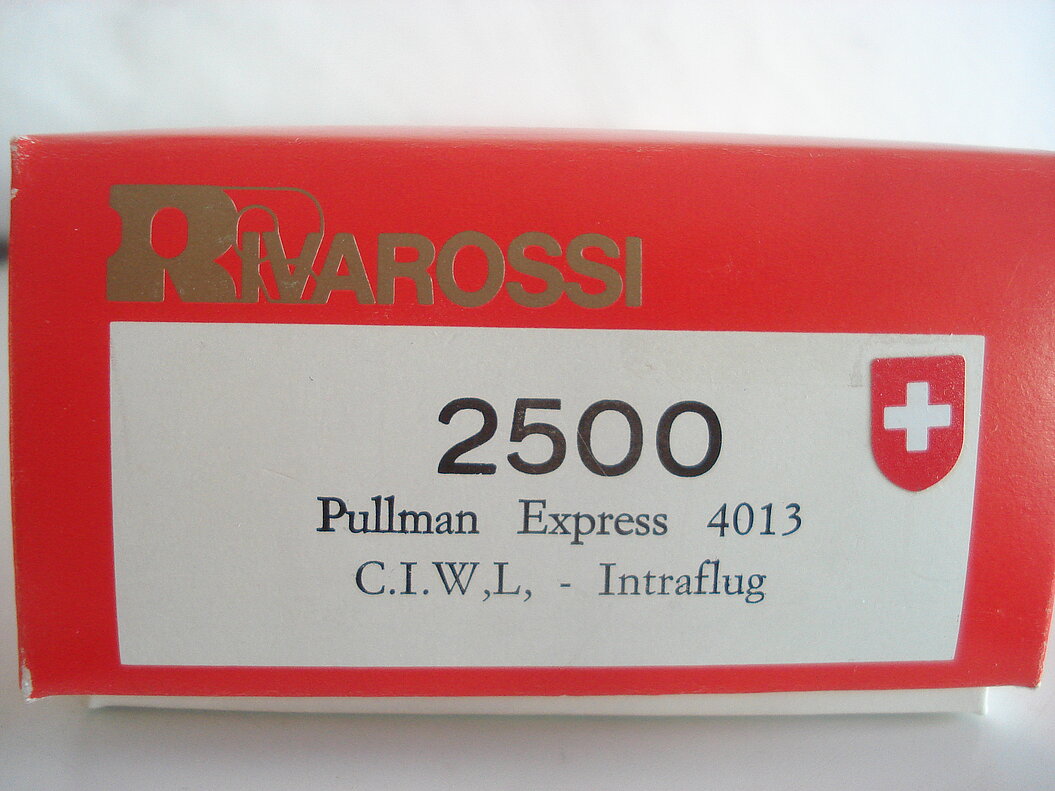 RIVAROSSI
2500
Pullman Express 4013
C.I.W,L, - Intraflug